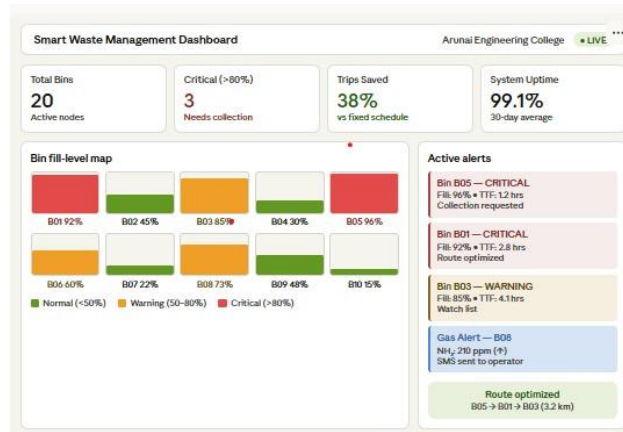 Smart Waste Management Dashboard
Arunai Engineering College
• LIVE
...
Total Bins
20
Active nodes
Critical (>80%)
3
Needs collection
Trips Saved
38%
vs fixed schedule
System Uptime
99.1%
30-day average
Bin fill-level map
B01 92%
B02 45%
B03 85%
B04 30%
B05 96%
B06 60%
B07 22%
B08 73%
B09 48%
B10 15%
Normal (<50%)
Warning (50–80%)
Critical (>80%)
Active alerts
Bin B05 — CRITICAL
Fill: 96% • TTF: 1.2 hrs
Collection requested
Bin B01 — CRITICAL
Fill: 92% • TTF: 2.8 hrs
Route optimized
Bin B03 — WARNING
Fill: 85% • TTF: 4.1 hrs
Watch list
Gas Alert — B08
NH₃: 210 ppm (↑)
SMS sent to operator
Route optimized
B05 → B01 → B03 (3.2 km)